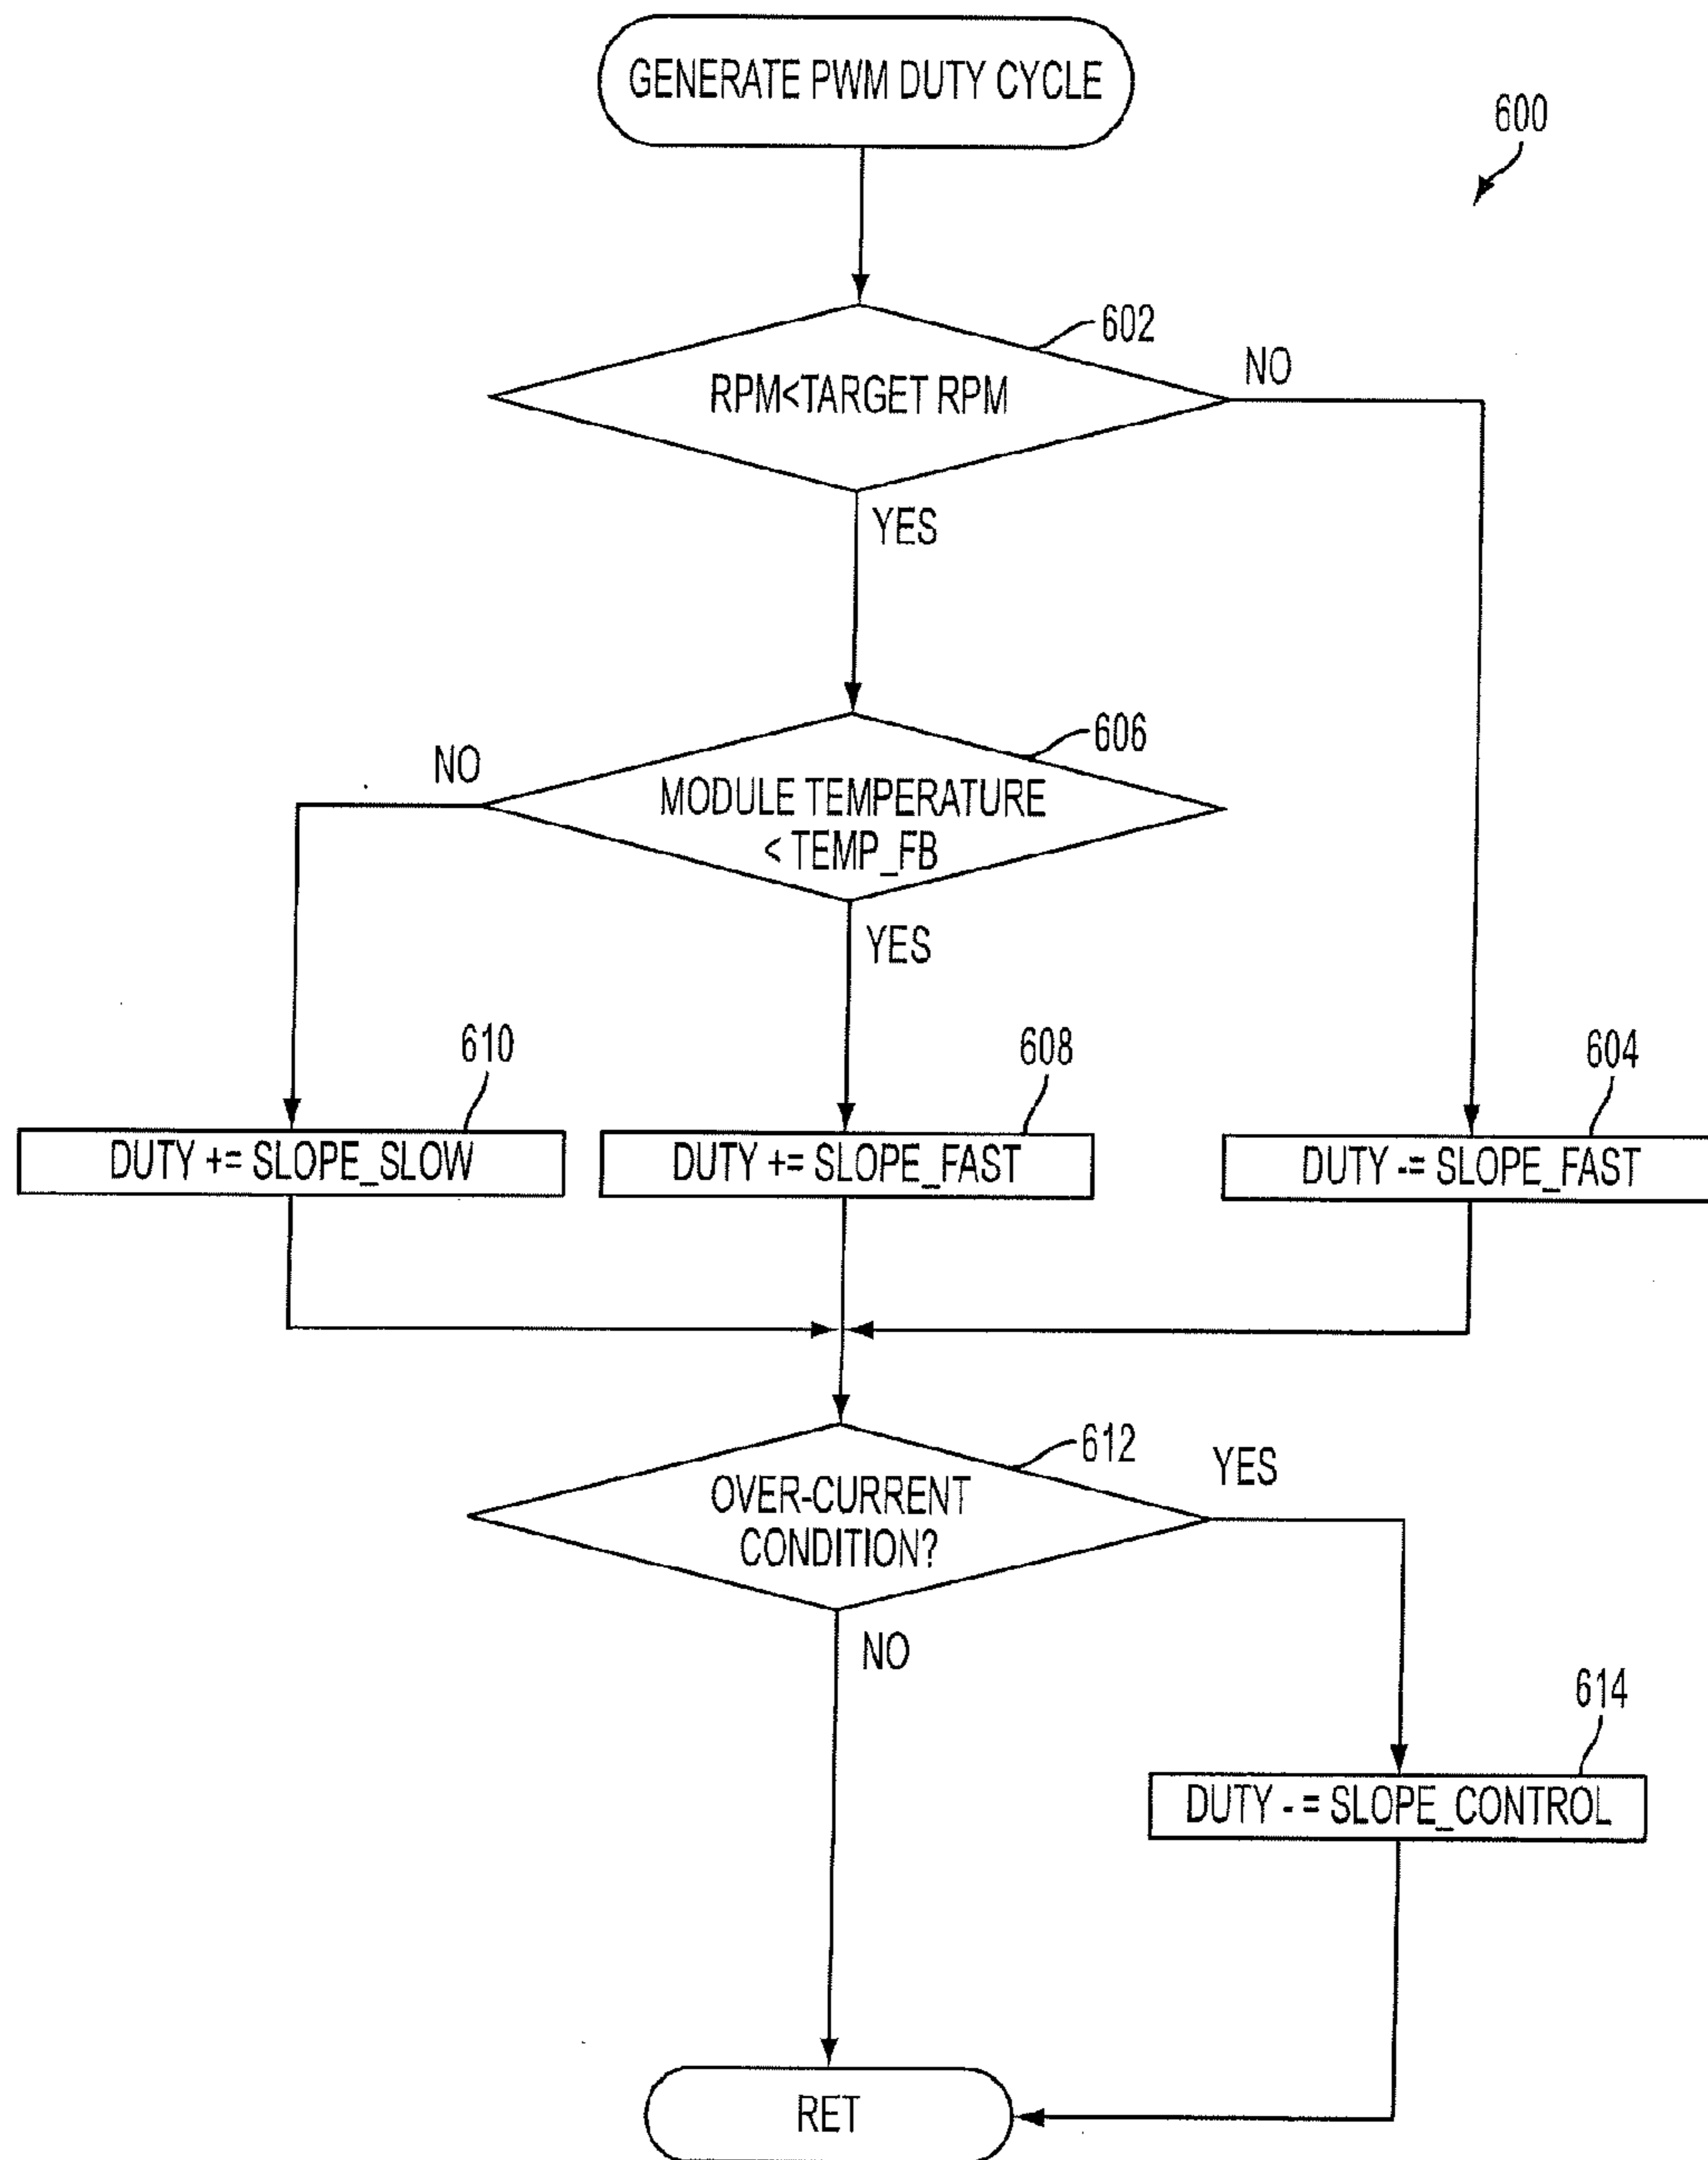 GENERATE PWM DUTY CYCLE
600
602
RPM<TARGET RPM
NO
YES
606
NO
MODULE TEMPERATURE
< TEMP_FB
YES
610
608
604
DUTY += SLOPE_SLOW
DUTY += SLOPE_FAST
DUTY -= SLOPE_FAST
612
YES
OVER-CURRENT
CONDITION?
NO
614
DUTY - = SLOPE_CONTROL
RET